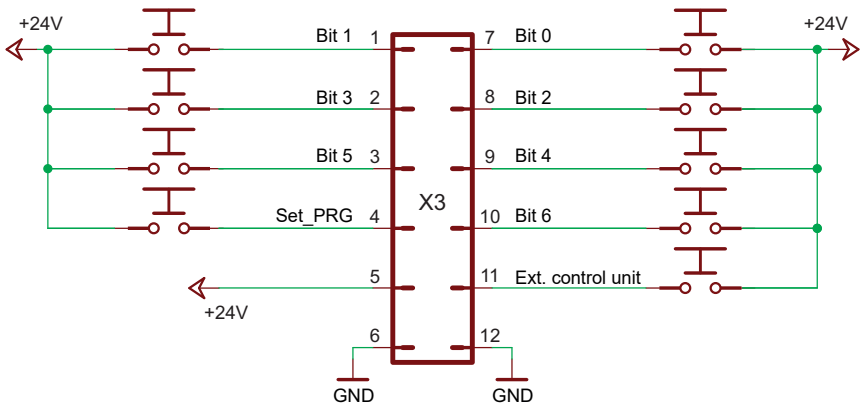 +24V +24V
Bit 1 1 7 Bit 0
Bit 3 2 8 Bit 2
Bit 5 3 9 Bit 4
X3
Set_PRG 4 10 Bit 6
5 11 Ext. control unit
+24V
6 12
GND GND